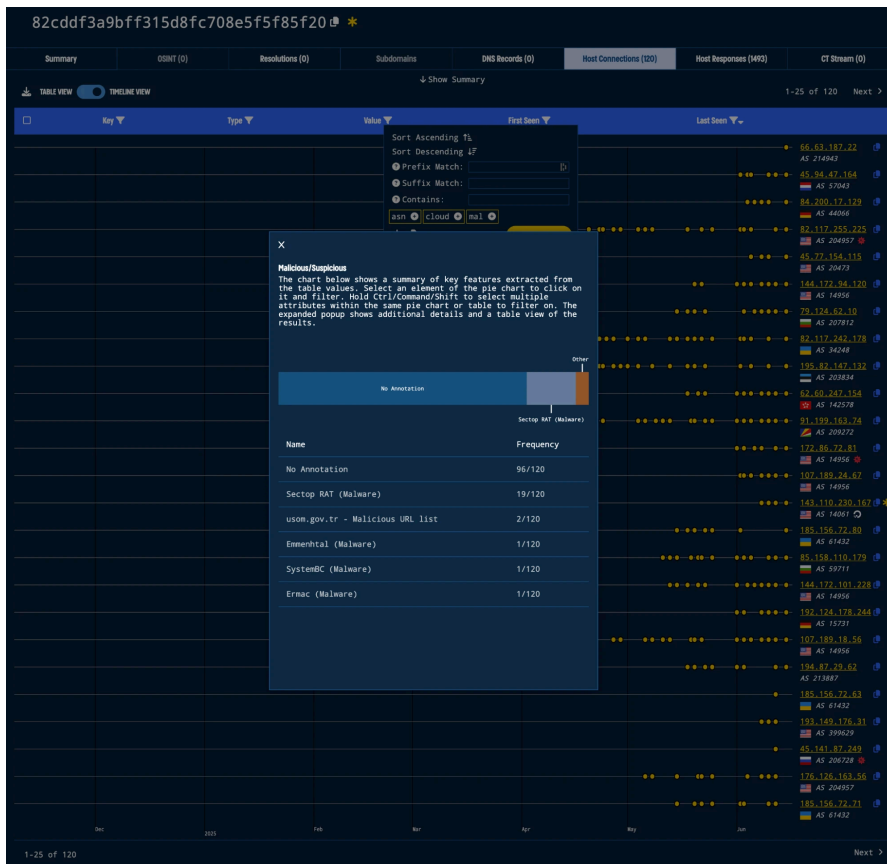 82cddf3a9bff315d8fc708e5f5f85f20
Summary OSINT (0) Resolutions (0) Subdomains DNS Records (0) Host Connections (120) Host Responses (1493) CT Stream (0)
↓ Show Summary
TABLE VIEW TIMELINE VIEW 1-25 of 120 Next >
Key Type Value First Seen Last Seen
Sort Ascending
Sort Descending
Prefix Match:
Suffix Match:
Contains:
asn cloud mal
X
Malicious/Suspicious
The chart below shows a summary of key features extracted from
the table values. Select an element of the pie chart to click on
it and filter. Hold Ctrl/Command/Shift to select multiple
attributes within the same pie chart or table to filter on. The
expanded popup shows additional details and a table view of the
results.
Other
No Annotation
Sectop RAT (Malware)
Name Frequency
No Annotation 96/120
Sectop RAT (Malware) 19/120
usom.gov.tr - Malicious URL list 2/120
Emmenhtal (Malware) 1/120
SystemBC (Malware) 1/120
Ermac (Malware) 1/120
66.63.187.22
AS 214943
45.94.47.164
AS 57043
84.200.17.129
AS 44066
82.117.255.225
AS 204957
45.77.154.115
AS 20473
144.172.94.120
AS 14956
79.124.62.10
AS 207812
82.117.242.178
AS 34248
195.82.147.132
AS 203834
62.60.247.154
AS 142578
91.199.163.74
AS 209272
172.86.72.81
AS 14956
107.189.24.67
AS 14956
143.110.230.167
AS 14061
185.156.72.80
AS 61432
85.158.110.179
AS 59711
144.172.101.228
AS 14956
192.124.178.244
AS 15731
107.189.18.56
AS 14956
194.87.29.62
AS 213887
185.156.72.63
AS 61432
193.149.176.31
AS 399629
45.141.87.249
AS 206728
176.126.163.56
AS 204957
185.156.72.71
AS 61432
Dec 2025 Feb Mar Apr May Jun
1-25 of 120 Next >